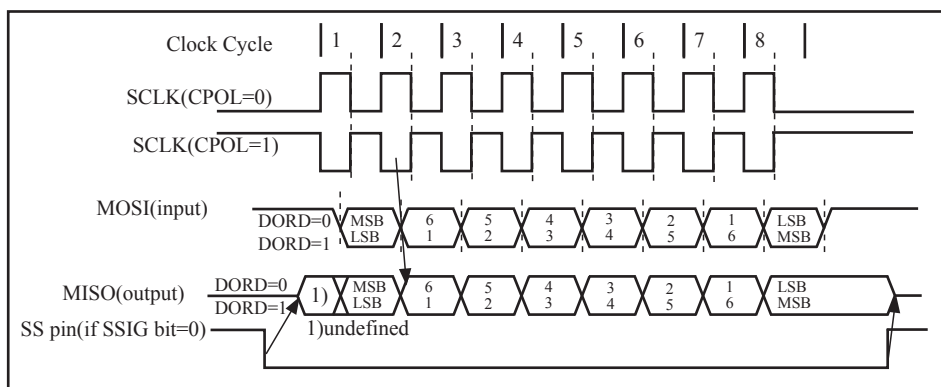 Clock Cycle 1 2 3 4 5 6 7 8
SCLK(CPOL=0)
SCLK(CPOL=1)
MOSI(input)
DORD=0 MSB 6 5 4 3 2 1 LSB
DORD=1 LSB 1 2 3 4 5 6 MSB
MISO(output)
DORD=0 1) MSB 6 5 4 3 2 1 LSB
DORD=1 LSB 1 2 3 4 5 6 MSB
SS pin(if SSIG bit=0) 1)undefined